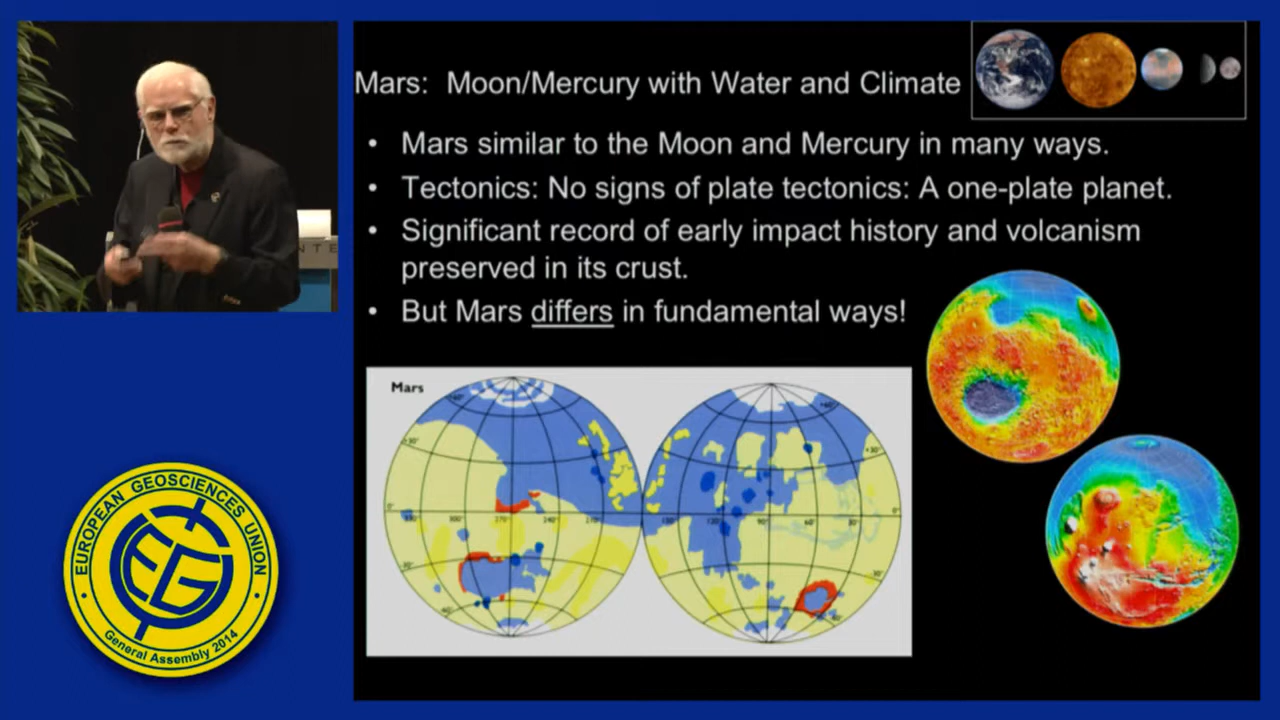 Mars: Moon/Mercury with Water and Climate
• Mars similar to the Moon and Mercury in many ways.
• Tectonics: No signs of plate tectonics: A one-plate planet.
• Significant record of early impact history and volcanism
preserved in its crust.
• But Mars differs in fundamental ways!
Mars
EUROPEAN GEOSCIENCES UNION
EGU
General Assembly 2014